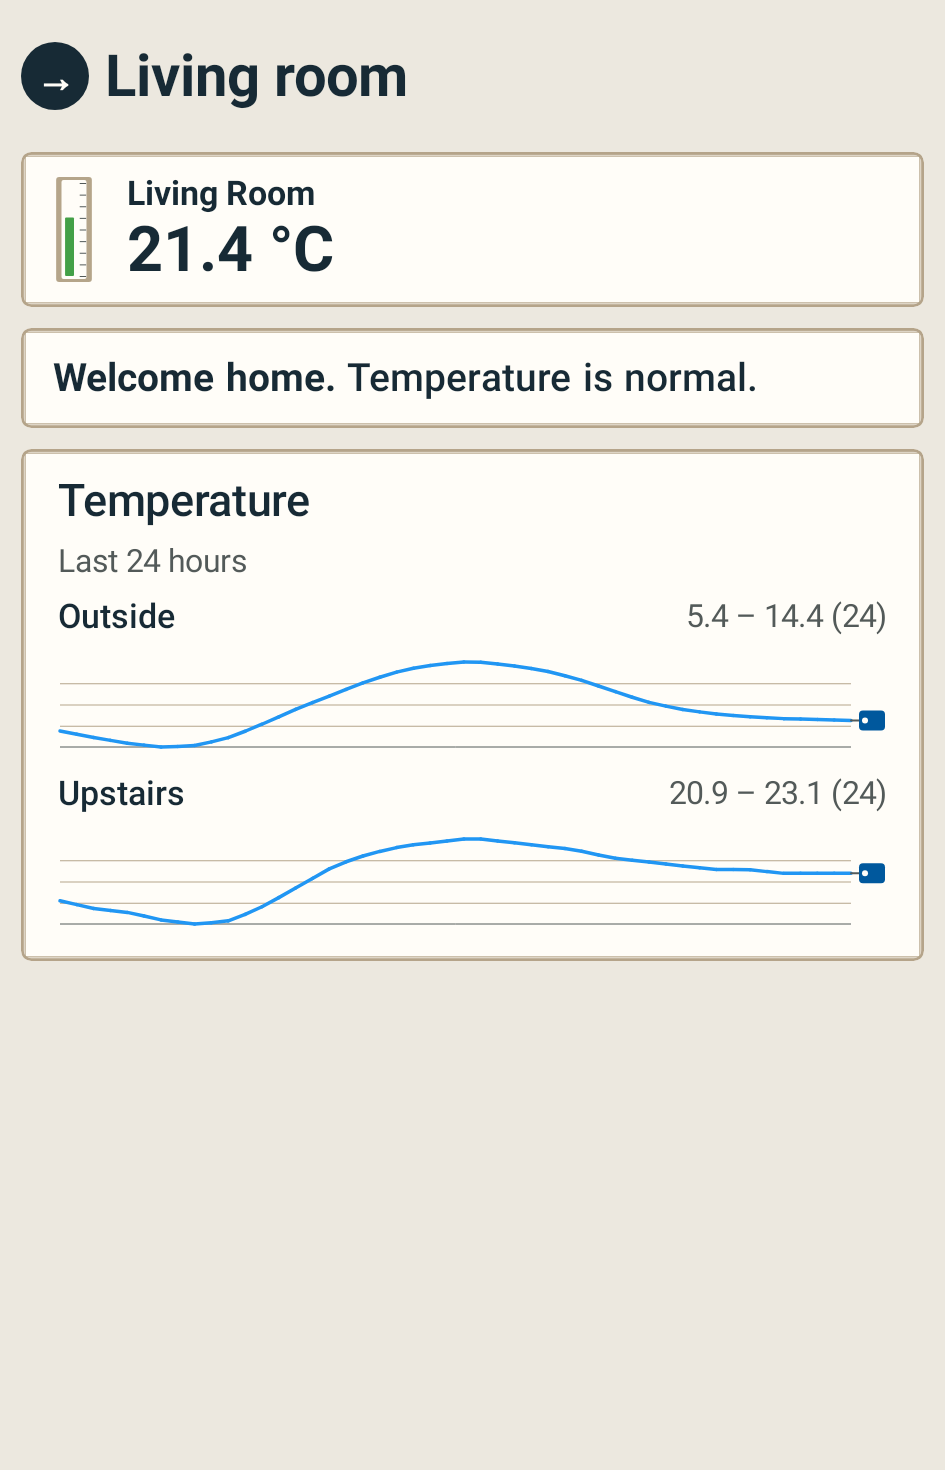 → Living room
Living Room
21.4 °C
Welcome home. Temperature is normal.
Temperature
Last 24 hours
Outside 5.4 – 14.4 (24)
Upstairs 20.9 – 23.1 (24)